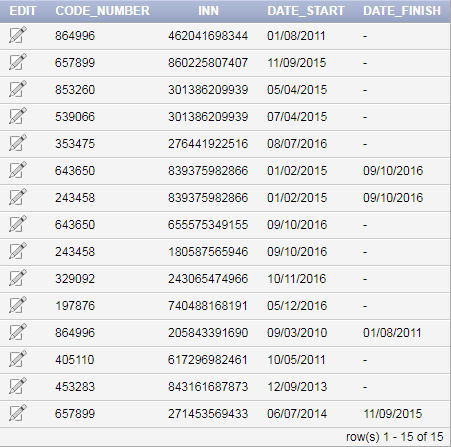 EDIT CODE_NUMBER INN DATE_START DATE_FINISH
864996 462041698344 01/08/2011 -
657899 860225807407 11/09/2015 -
853260 301386209939 05/04/2015 -
539066 301386209939 07/04/2015 -
353475 276441922516 08/07/2016 -
643650 839375982866 01/02/2015 09/10/2016
243458 839375982866 01/02/2015 09/10/2016
643650 655575349155 09/10/2016 -
243458 180587565946 09/10/2016 -
329092 243065474966 10/11/2016 -
197876 740488168191 05/12/2016 -
864996 205843391690 09/03/2010 01/08/2011
405110 617296982461 10/05/2011 -
453283 843161687873 12/09/2013 -
657899 271453569433 06/07/2014 11/09/2015
row(s) 1 - 15 of 15